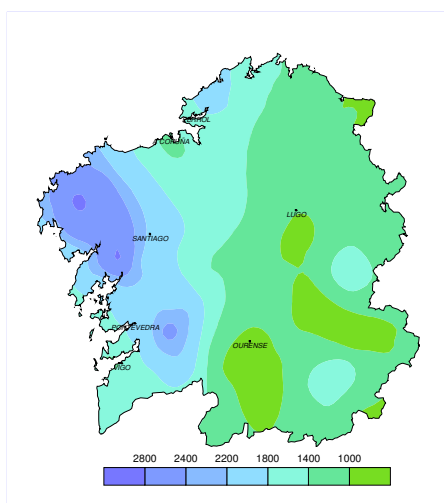 FERROL
CORUÑA
LUGO
SANTIAGO
PONTEVEDRA
OURENSE
VIGO
2800 2400 2200 1800 1400 1000